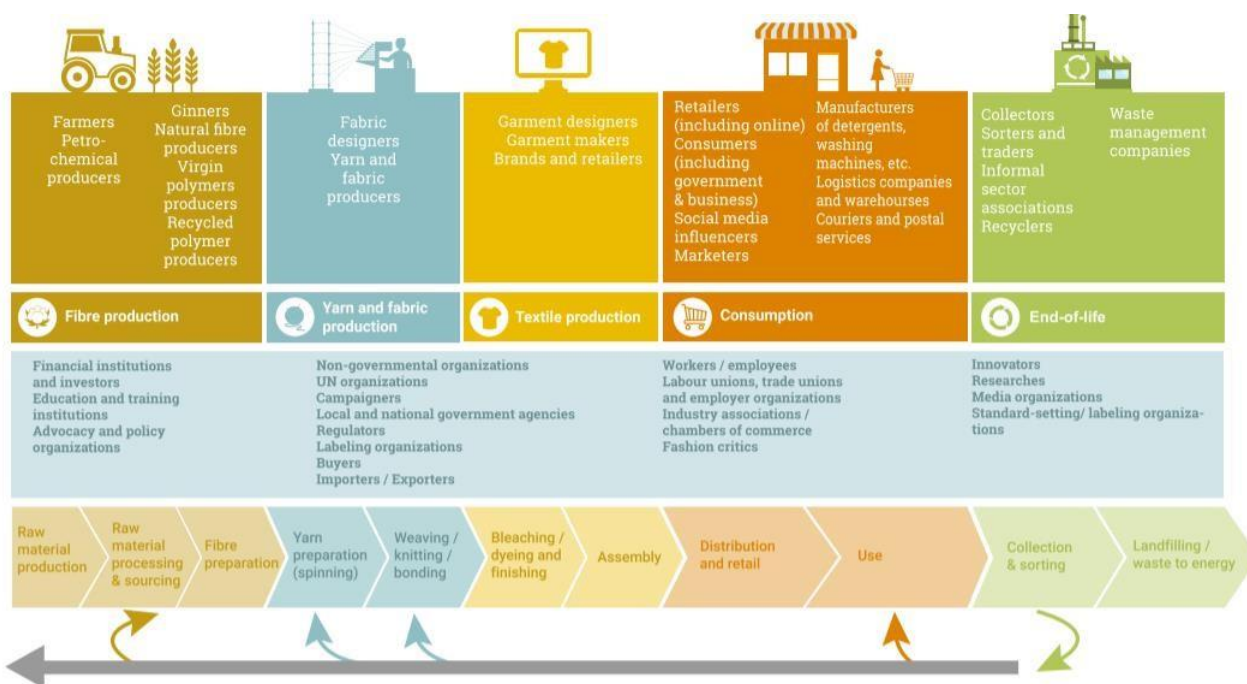 Farmers
Petro-
chemical
producers
Ginners
Natural fibre
producers
Virgin
polymers
producers
Recycled
polymer
producers
Fabric
designers
Yarn and
fabric
producers
Garment designers
Garment makers
Brands and retailers
Retailers
(including online)
Consumers
(including
government
& business)
Social media
influencers
Marketers
Manufacturers
of detergents,
washing
machines, etc.
Logistics companies
and warehourses
Couriers and postal
services
Collectors
Sorters and
traders
Informal
sector
associations
Recyclers
Waste
management
companies
Fibre production
Yarn and fabric
production
Textile production
Consumption
End-of-life
Financial institutions
and investors
Education and training
institutions
Advocacy and policy
organizations
Non-governmental organizations
UN organizations
Campaigners
Local and national government agencies
Regulators
Labeling organizations
Buyers
Importers / Exporters
Workers / employees
Labour unions, trade unions
and employer organizations
Industry associations /
chambers of commerce
Fashion critics
Innovators
Researches
Media organizations
Standard-setting/ labeling organiza-
tions
Raw
material
production
Raw
material
processing
& sourcing
Fibre
preparation
Yarn
preparation
(spinning)
Weaving /
knitting /
bonding
Bleaching /
dyeing and
finishing
Assembly
Distribution
and retail
Use
Collection
& sorting
Landfilling /
waste to energy